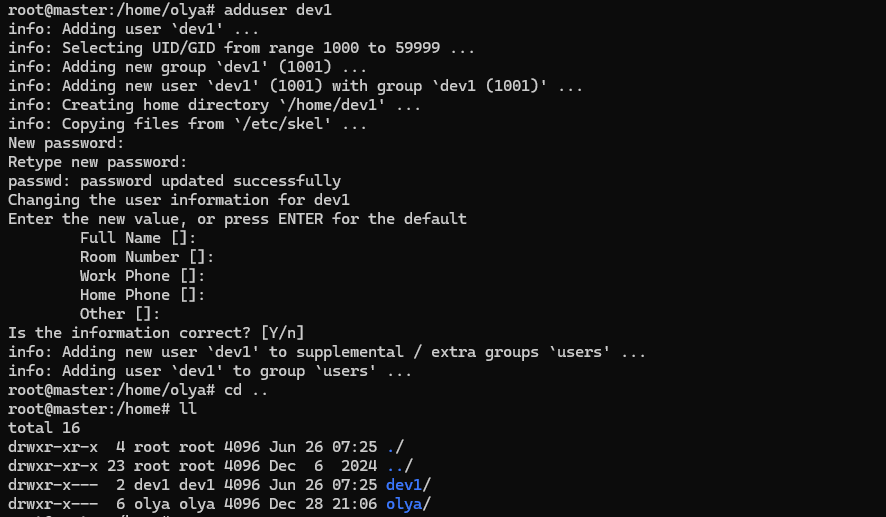 root@master:/home/olya# adduser dev1
info: Adding user `dev1' ...
info: Selecting UID/GID from range 1000 to 59999 ...
info: Adding new group `dev1' (1001) ...
info: Adding new user `dev1' (1001) with group `dev1 (1001)' ...
info: Creating home directory `/home/dev1' ...
info: Copying files from `/etc/skel' ...
New password:
Retype new password:
passwd: password updated successfully
Changing the user information for dev1
Enter the new value, or press ENTER for the default
        Full Name []:
        Room Number []:
        Work Phone []:
        Home Phone []:
        Other []:
Is the information correct? [Y/n]
info: Adding new user `dev1' to supplemental / extra groups `users' ...
info: Adding user `dev1' to group `users' ...
root@master:/home/olya# cd ..
root@master:/home# ll
total 16
drwxr-xr-x  4 root root 4096 Jun 26 07:25 ./
drwxr-xr-x 23 root root 4096 Dec  6  2024 ../
drwxr-x---  2 dev1 dev1 4096 Jun 26 07:25 dev1/
drwxr-x---  6 olya olya 4096 Dec 28 21:06 olya/